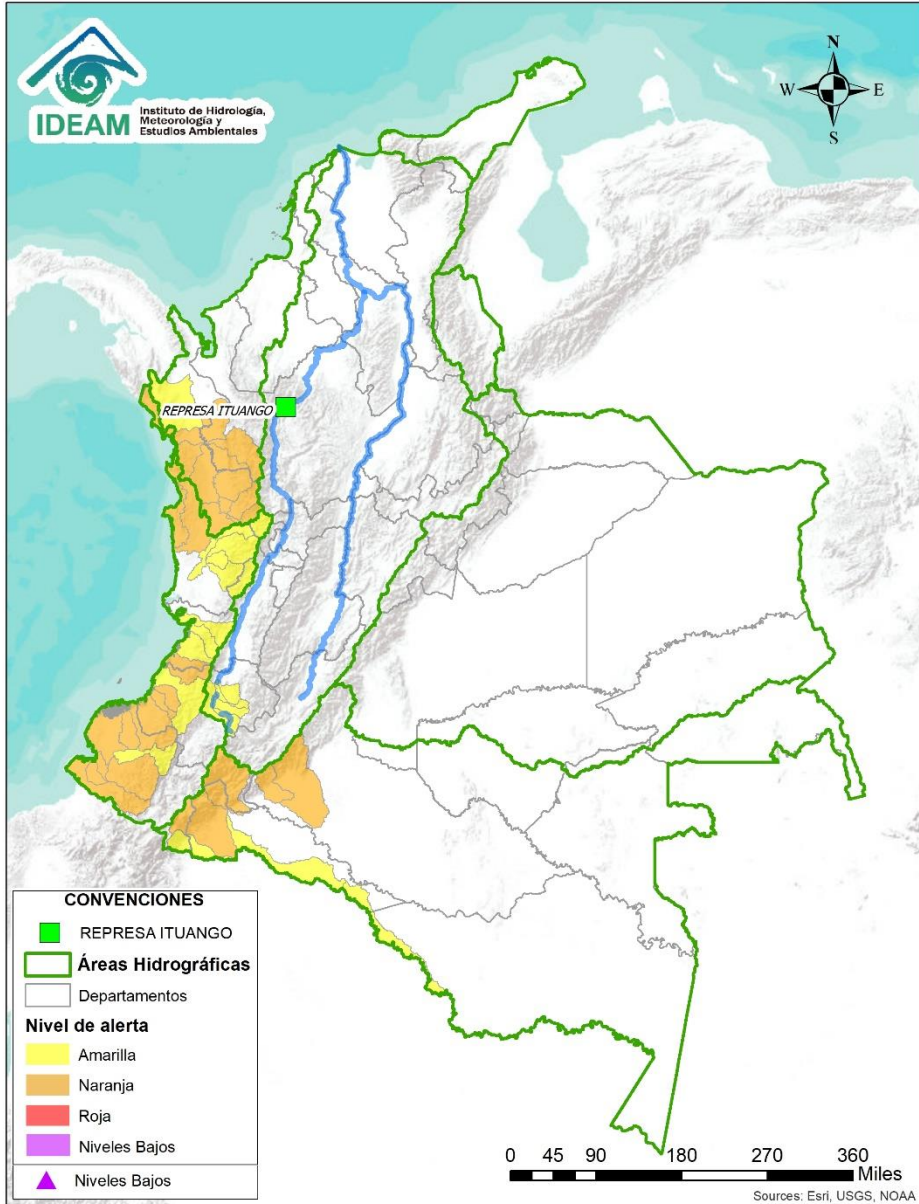 IDEAM
Instituto de Hidrología,
Meteorología y
Estudios Ambientales
N
W
E
S
REPRESA ITUANGO
CONVENCIONES
REPRESA ITUANGO
Áreas Hidrográficas
Departamentos
Nivel de alerta
Amarilla
Naranja
Roja
Niveles Bajos
Niveles Bajos
0 45 90 180 270 360
Miles
Sources: Esri, USGS, NOAA